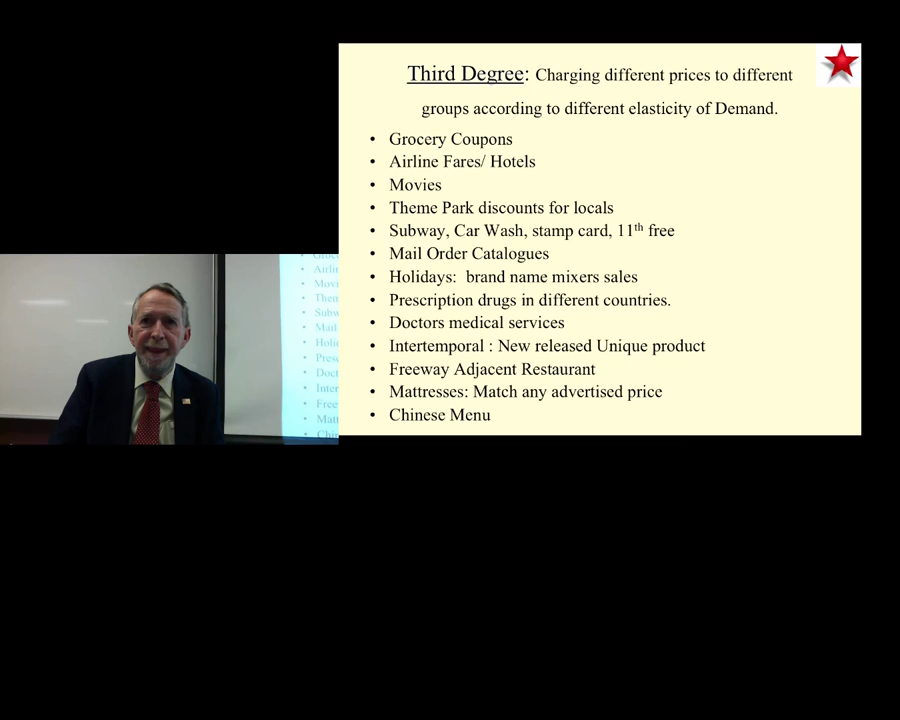 Third Degree: Charging different prices to different
groups according to different elasticity of Demand.
• Grocery Coupons
• Airline Fares/ Hotels
• Movies
• Theme Park discounts for locals
• Subway, Car Wash, stamp card, 11th free
• Mail Order Catalogues
• Holidays: brand name mixers sales
• Prescription drugs in different countries.
• Doctors medical services
• Intertemporal : New released Unique product
• Freeway Adjacent Restaurant
• Mattresses: Match any advertised price
• Chinese Menu